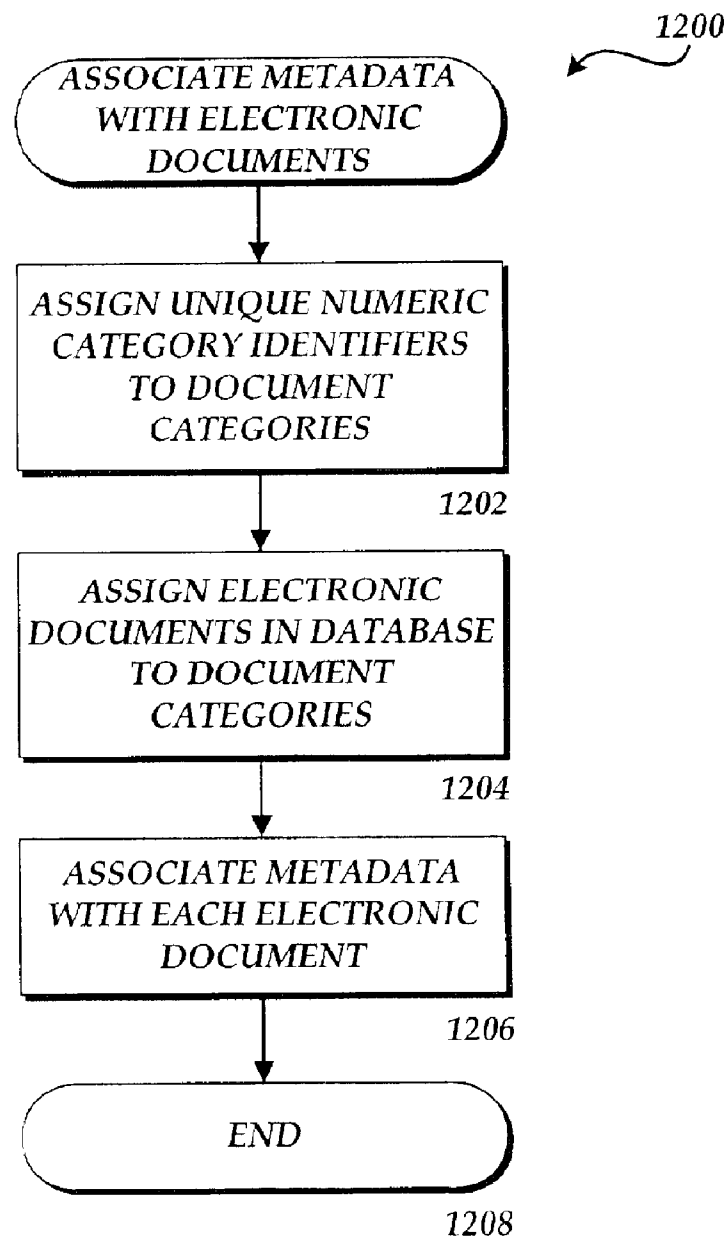 1200
ASSOCIATE METADATA
WITH ELECTRONIC
DOCUMENTS
ASSIGN UNIQUE NUMERIC
CATEGORY IDENTIFIERS
TO DOCUMENT
CATEGORIES
1202
ASSIGN ELECTRONIC
DOCUMENTS IN DATABASE
TO DOCUMENT
CATEGORIES
1204
ASSOCIATE METADATA
WITH EACH ELECTRONIC
DOCUMENT
1206
END
1208